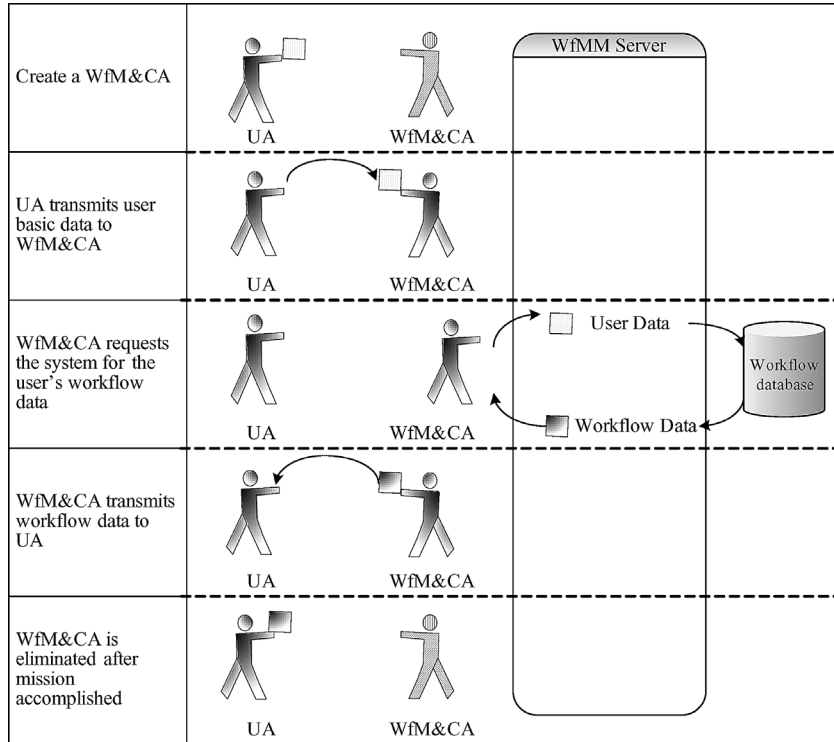 WfMM Server
Create a WfM&CA
UA
WfM&CA
UA transmits user
basic data to
WfM&CA
UA
WfM&CA
WfM&CA requests
the system for the
user's workflow
data
User Data
Workflow
database
Workflow Data
UA
WfM&CA
WfM&CA transmits
workflow data to
UA
UA
WfM&CA
WfM&CA is
eliminated after
mission
accomplished
UA
WfM&CA